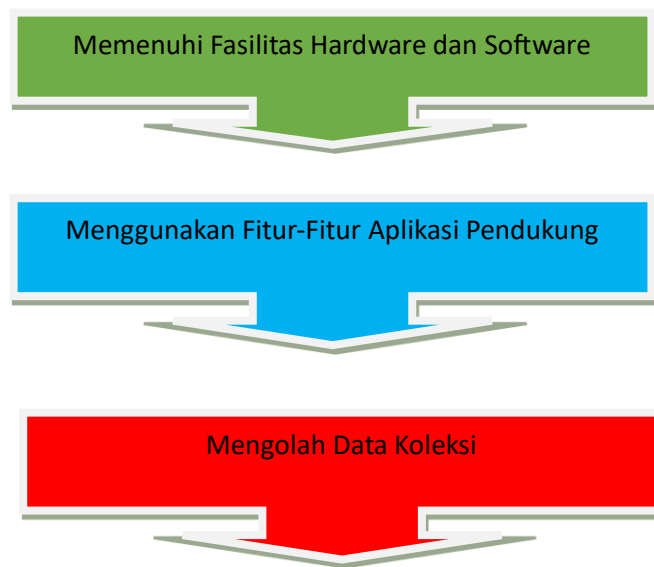 Memenuhi Fasilitas Hardware dan Software
Menggunakan Fitur-Fitur Aplikasi Pendukung
Mengolah Data Koleksi